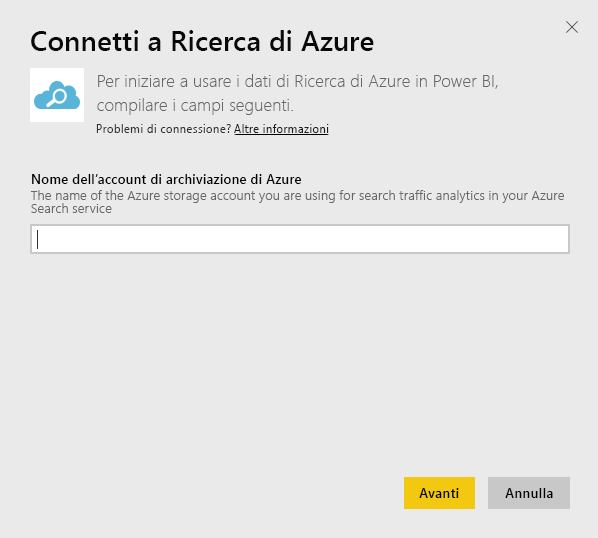 Connetti a Ricerca di Azure
Per iniziare a usare i dati di Ricerca di Azure in Power BI,
compilare i campi seguenti.
Problemi di connessione? Altre informazioni
Nome dell'account di archiviazione di Azure
The name of the Azure storage account you are using for search traffic analytics in your Azure
Search service
Avanti
Annulla